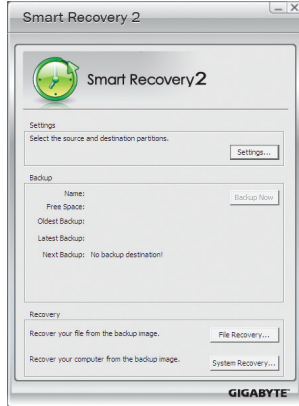 Smart Recovery 2
Smart Recovery2
Settings
Select the source and destination partitions.
Settings...
Backup
Name:
Backup Now
Free Space:
Oldest Backup:
Latest Backup:
Next Backup: No backup destination!
Recovery
Recover your file from the backup image.
File Recovery...
Recover your computer from the backup image.
System Recovery...
GIGABYTE™